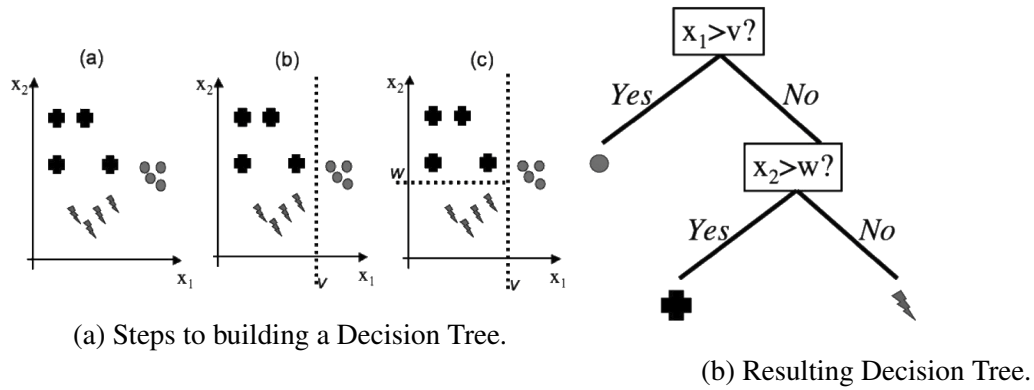 (a)
x₂
x₁
(b)
x₂
v
x₁
(c)
x₂
w
v
x₁
(a) Steps to building a Decision Tree.
x₁>v?
Yes
No
x₂>w?
Yes
No
(b) Resulting Decision Tree.